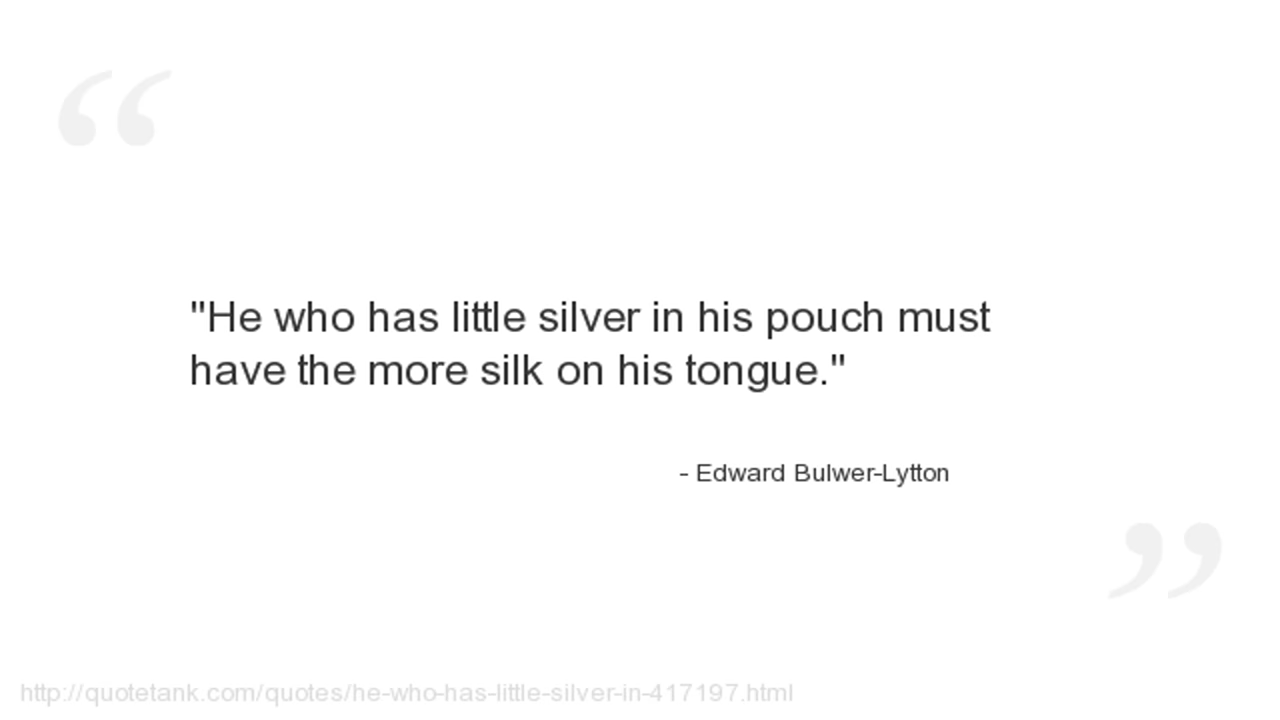 "He who has little silver in his pouch must
have the more silk on his tongue."
- Edward Bulwer-Lytton
http://quotetank.com/quotes/he-who-has-little-silver-in-417197.html